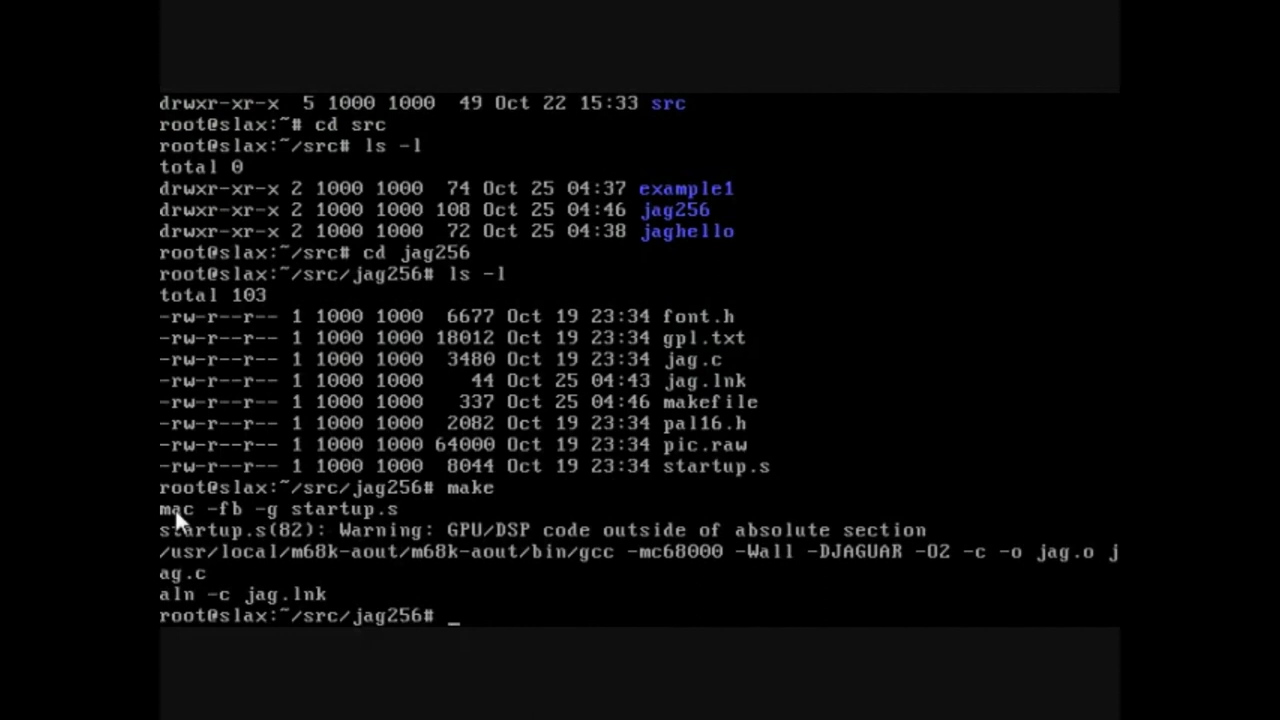 drwxr-xr-x  5 1000 1000  49 Oct 22 15:33 src
root@slax:~# cd src
root@slax:~/src# ls -l
total 0
drwxr-xr-x 2 1000 1000  74 Oct 25 04:37 example1
drwxr-xr-x 2 1000 1000 108 Oct 25 04:46 jag256
drwxr-xr-x 2 1000 1000  72 Oct 25 04:38 jaghello
root@slax:~/src# cd jag256
root@slax:~/src/jag256# ls -l
total 103
-rw-r--r-- 1 1000 1000  6677 Oct 19 23:34 font.h
-rw-r--r-- 1 1000 1000 18012 Oct 19 23:34 gpl.txt
-rw-r--r-- 1 1000 1000  3480 Oct 19 23:34 jag.c
-rw-r--r-- 1 1000 1000    44 Oct 25 04:43 jag.lnk
-rw-r--r-- 1 1000 1000   337 Oct 25 04:46 makefile
-rw-r--r-- 1 1000 1000  2082 Oct 19 23:34 pal16.h
-rw-r--r-- 1 1000 1000 64000 Oct 19 23:34 pic.raw
-rw-r--r-- 1 1000 1000  8044 Oct 19 23:34 startup.s
root@slax:~/src/jag256# make
mac -fb -g startup.s
startup.s(82): Warning: GPU/DSP code outside of absolute section
/usr/local/m68k-aout/m68k-aout/bin/gcc -mc68000 -Wall -DJAGUAR -O2 -c -o jag.o j
ag.c
aln -c jag.lnk
root@slax:~/src/jag256# _